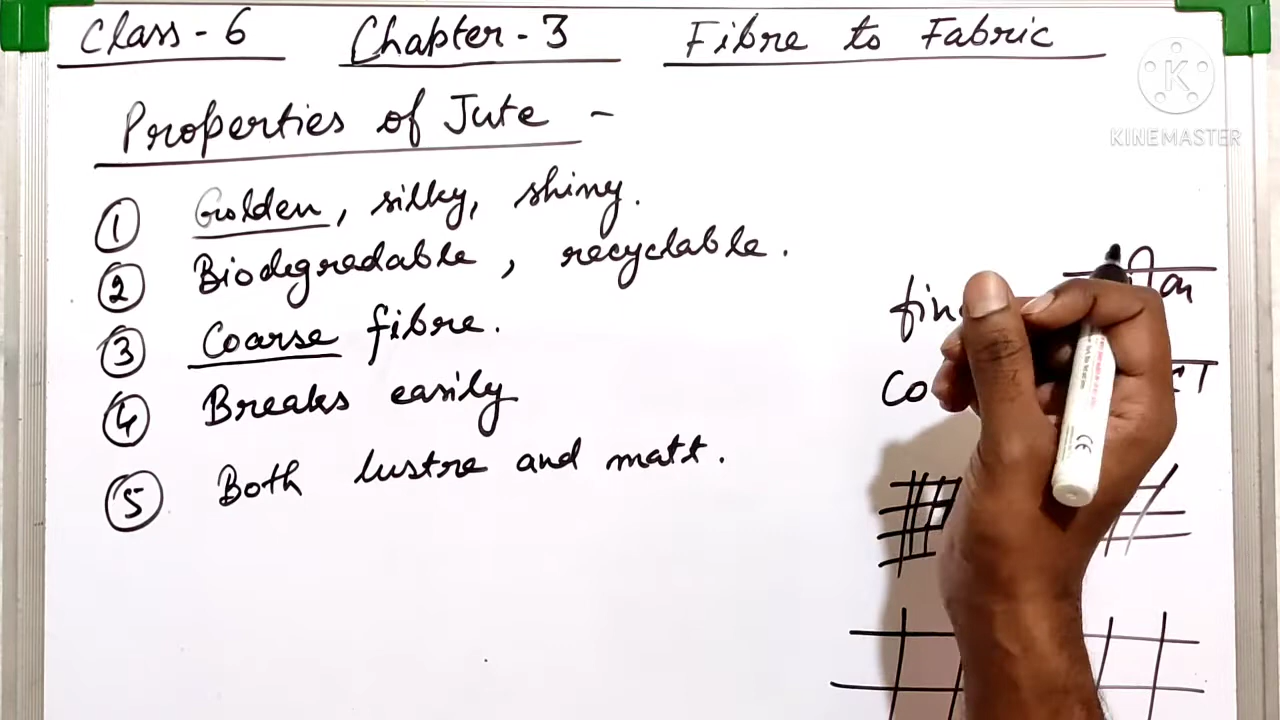 Class - 6 Chapter - 3 Fibre to Fabric
K
KINEMASTER
Properties of Jute -
1 Golden, silky, shiny.
2 Biodegradable, recyclable.
3 Coarse fibre.
4 Breaks easily
5 Both lustre and matt.